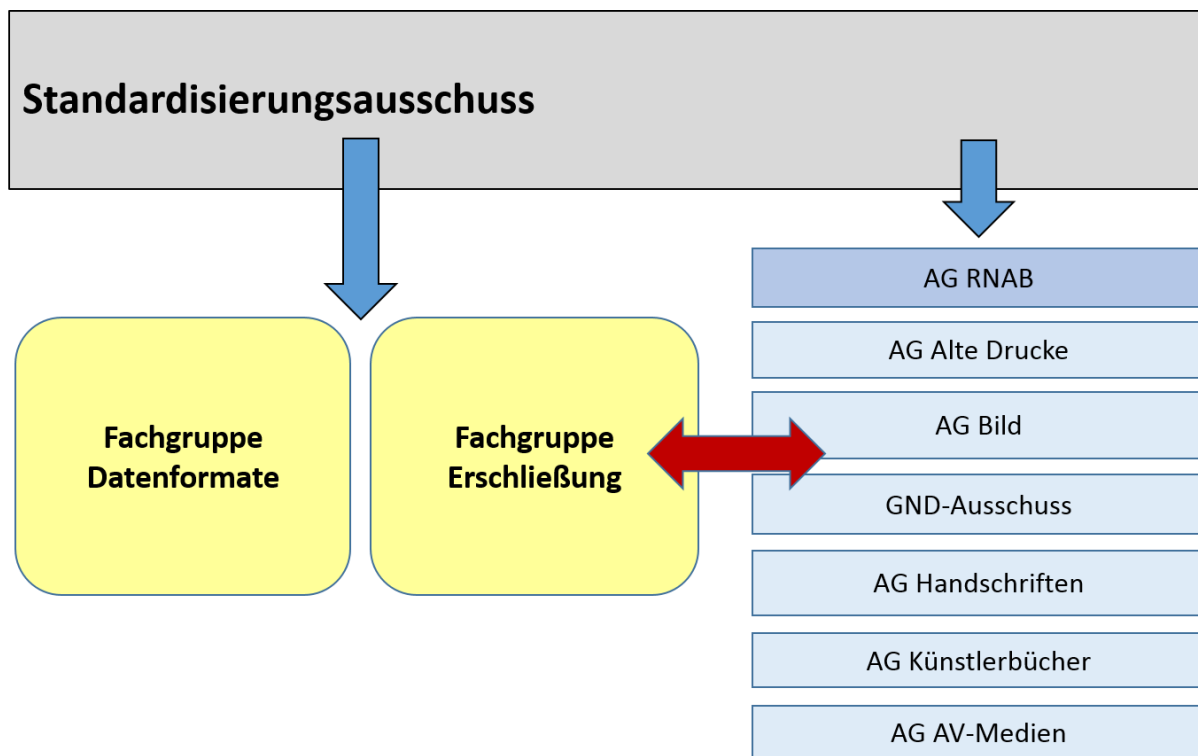 Standardisierungsausschuss
Fachgruppe
Datenformate
Fachgruppe
Erschließung
AG RNAB
AG Alte Drucke
AG Bild
GND-Ausschuss
AG Handschriften
AG Künstlerbücher
AG AV-Medien